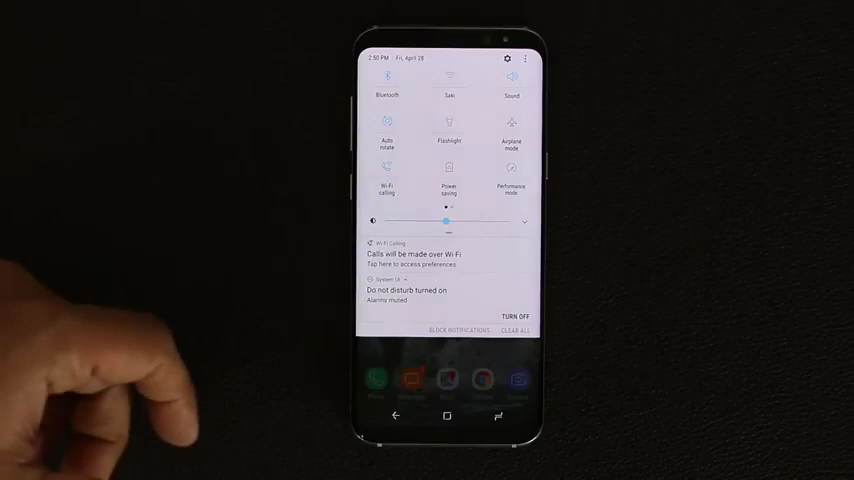 2:50 PM Fri, April 28
Bluetooth
Saki
Sound
Auto
rotate
Flashlight
Airplane
mode
Wi-Fi
calling
Power
saving
Performance
mode
Wi-Fi Calling
Calls will be made over Wi-Fi
Tap here to access preferences
System UI
Do not disturb turned on
Alarms muted
TURN OFF
BLOCK NOTIFICATIONS CLEAR ALL
Phone